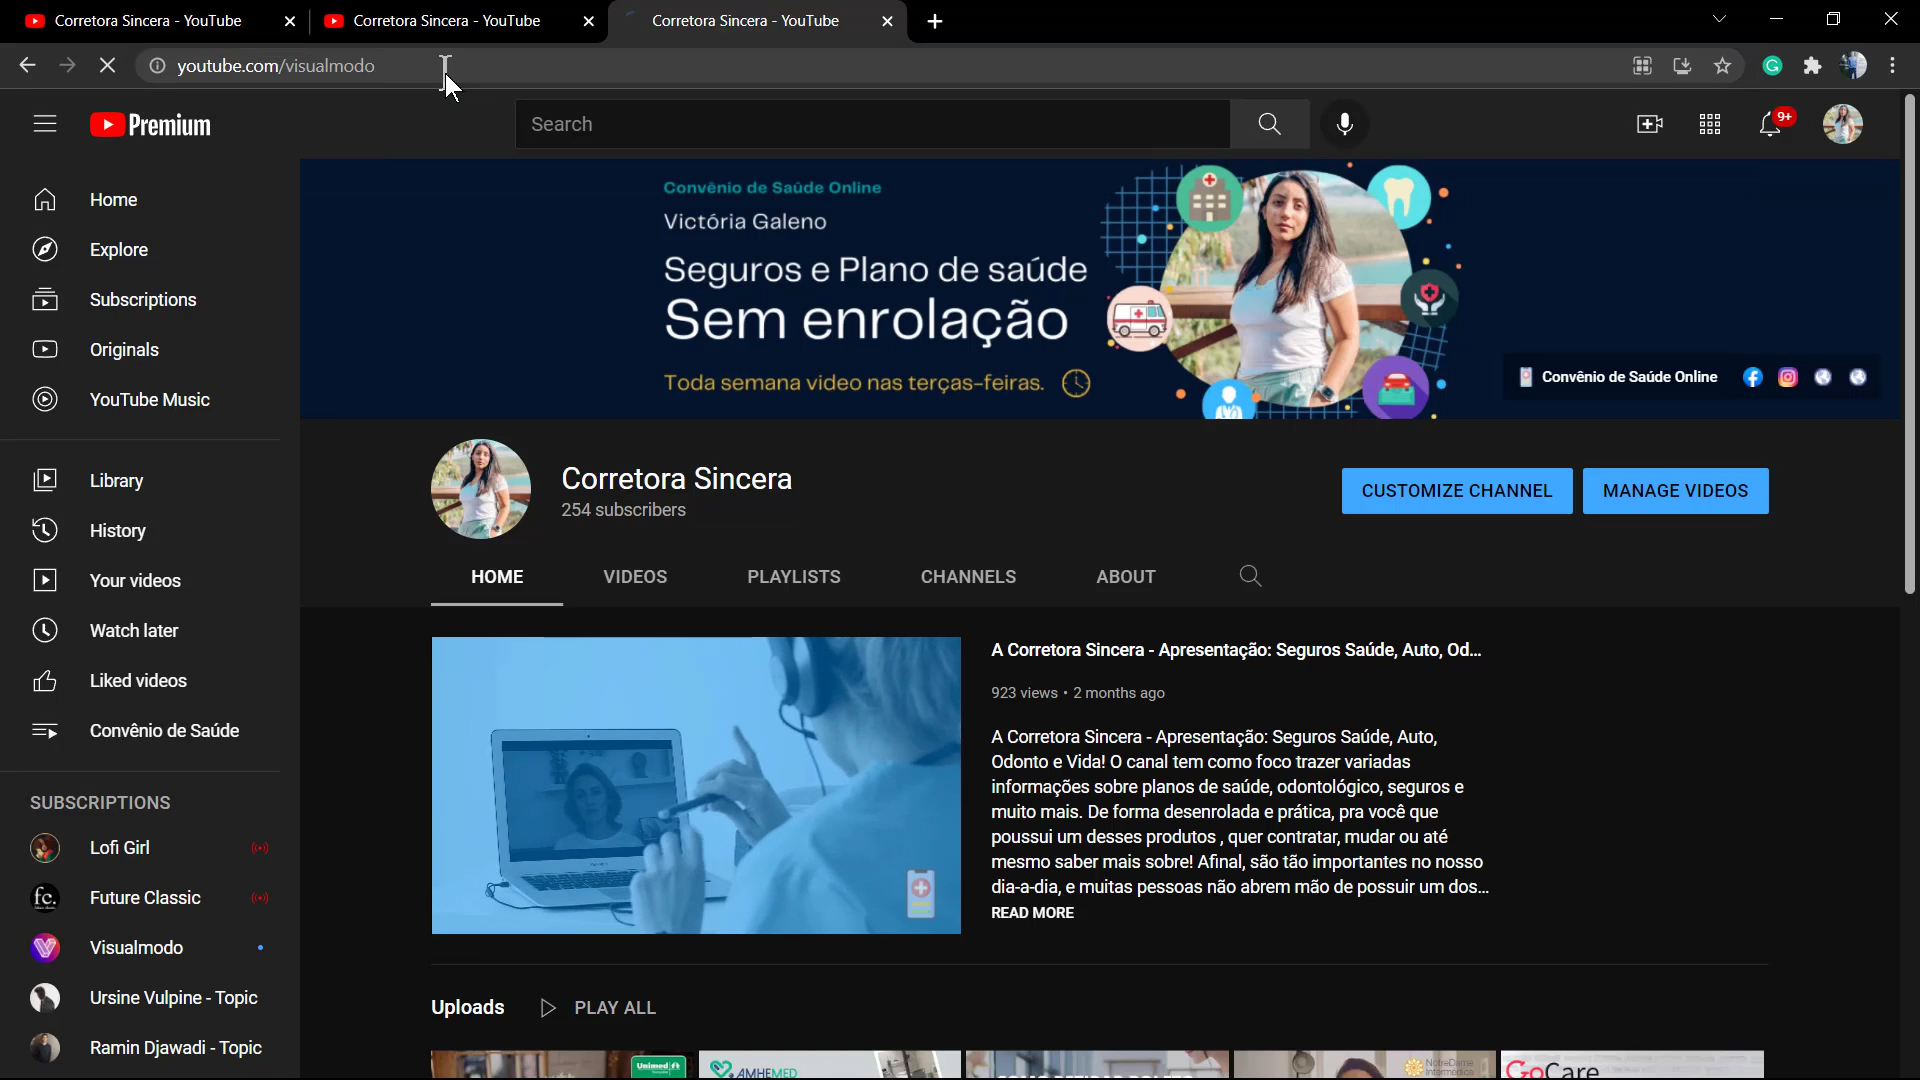 Corretora Sincera - YouTube
Corretora Sincera - YouTube
Corretora Sincera - YouTube
youtube.com/visualmodo
Premium
Search
9+
Home
Explore
Subscriptions
Originals
YouTube Music
Library
History
Your videos
Watch later
Liked videos
Convênio de Saúde
SUBSCRIPTIONS
Lofi Girl
fc.
Future Classic
Visualmodo
Ursine Vulpine - Topic
Ramin Djawadi - Topic
Convênio de Saúde Online
Victória Galeno
Seguros e Plano de saúde
Sem enrolação
Toda semana video nas terças-feiras.
Convênio de Saúde Online
Corretora Sincera
254 subscribers
CUSTOMIZE CHANNEL
MANAGE VIDEOS
HOME
VIDEOS
PLAYLISTS
CHANNELS
ABOUT
A Corretora Sincera - Apresentação: Seguros Saúde, Auto, Od...
923 views • 2 months ago
A Corretora Sincera - Apresentação: Seguros Saúde, Auto,
Odonto e Vida! O canal tem como foco trazer variadas
informações sobre planos de saúde, odontológico, seguros e
muito mais. De forma desenrolada e prática, pra você que
poussui um desses produtos , quer contratar, mudar ou até
mesmo saber mais sobre! Afinal, são tão importantes no nosso
dia-a-dia, e muitas pessoas não abrem mão de possuir um dos...
READ MORE
Uploads
PLAY ALL
Unimed
AMHEMED
NotreDame
Intermédica
GoCare